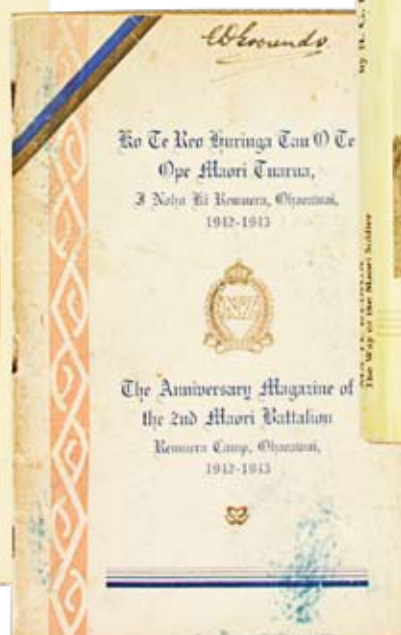 Ko Te Reo Huringa Tau O Te
Ope Maori Tuarua,
I Noho Ki Remuera, Ohaeawai,
1942-1943
NZ
The Anniversary Magazine of
the 2nd Maori Battalion
Remuera Camp, Ohaeawai,
1942-1943
The Way of the Maori Soldier